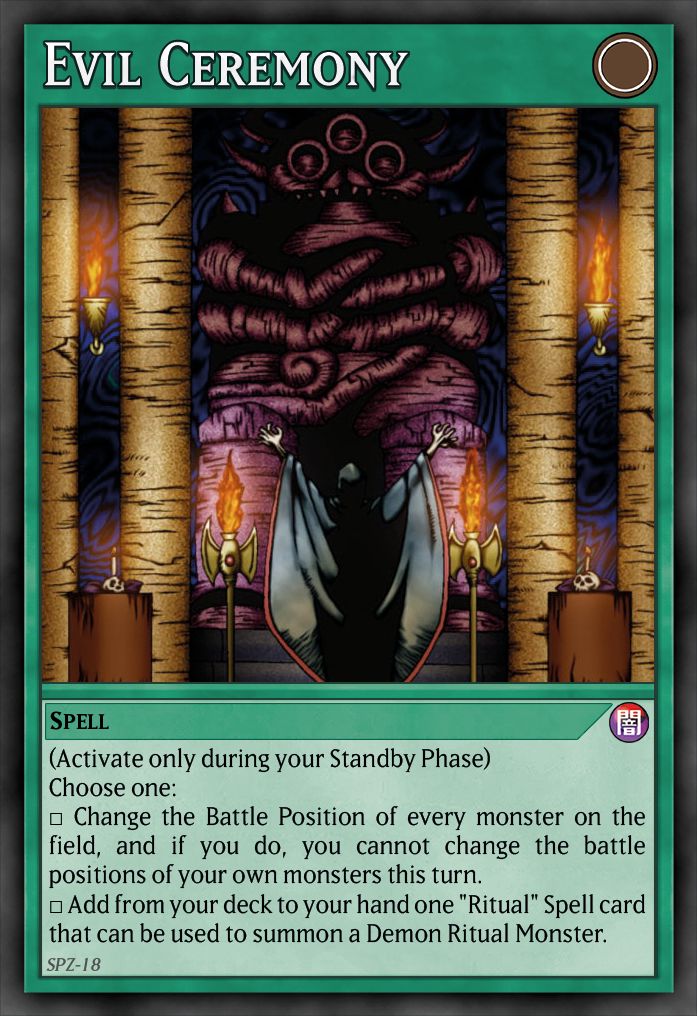 Evil Ceremony
Spell
闇
(Activate only during your Standby Phase)
Choose one:
□ Change the Battle Position of every monster on the
field, and if you do, you cannot change the battle
positions of your own monsters this turn.
□ Add from your deck to your hand one "Ritual" Spell card
that can be used to summon a Demon Ritual Monster.
SPZ-18